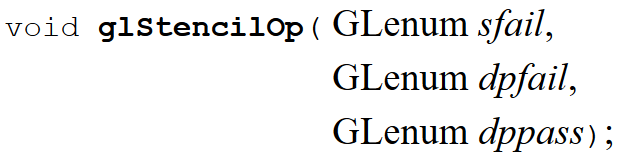 void glStencilOp( GLenum sfail,
GLenum dpfail,
GLenum dppass);